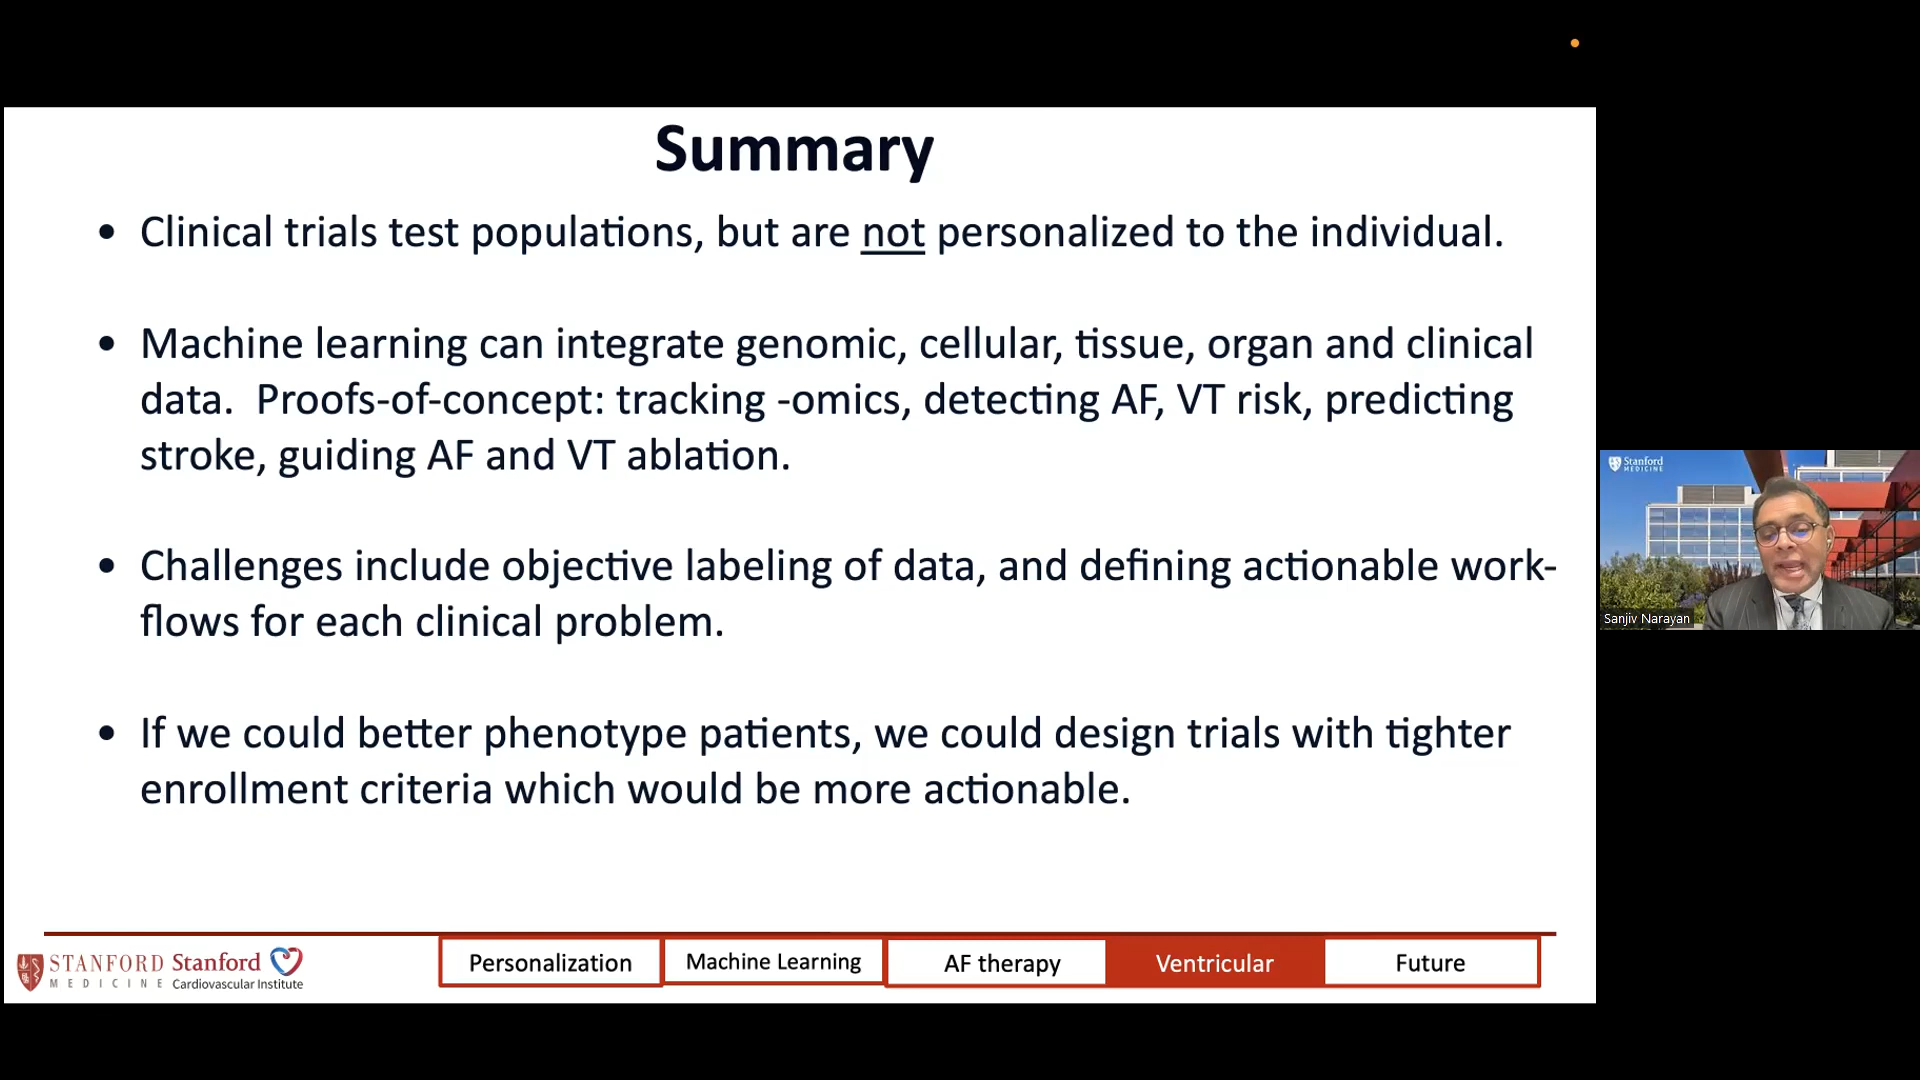 Summary
• Clinical trials test populations, but are not personalized to the individual.
• Machine learning can integrate genomic, cellular, tissue, organ and clinical
data.  Proofs-of-concept: tracking -omics, detecting AF, VT risk, predicting
stroke, guiding AF and VT ablation.
• Challenges include objective labeling of data, and defining actionable work-
flows for each clinical problem.
• If we could better phenotype patients, we could design trials with tighter
enrollment criteria which would be more actionable.
STANFORD
MEDICINE
Stanford
Cardiovascular Institute
Personalization
Machine Learning
AF therapy
Ventricular
Future
Stanford
MEDICINE
Sanjiv Narayan